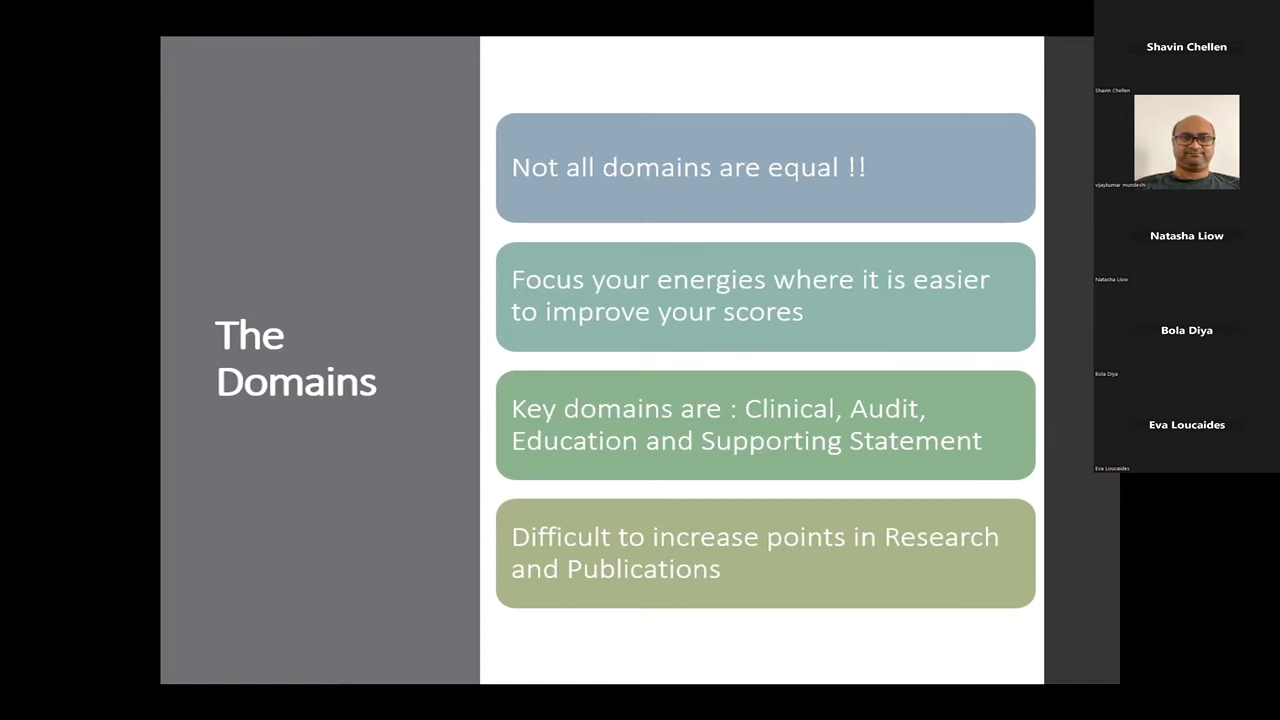 The
Domains
Not all domains are equal !!
Focus your energies where it is easier
to improve your scores
Key domains are : Clinical, Audit,
Education and Supporting Statement
Difficult to increase points in Research
and Publications
Shavin Chellen
Shavin Chellen
vijaykumar mundeshi
Natasha Liow
Natasha Liow
Bola Diya
Bola Diya
Eva Loucaides
Eva Loucaides